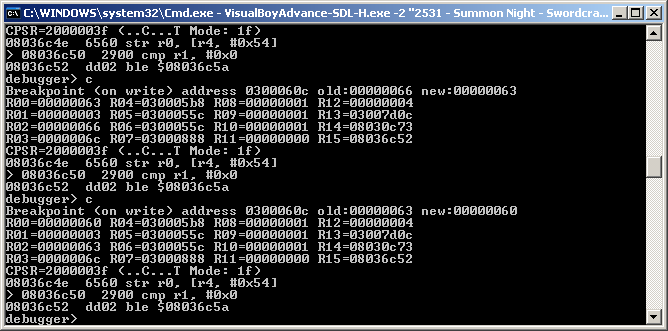 C:\WINDOWS\system32\Cmd.exe - VisualBoyAdvance-SDL-H.exe -2 "2531 - Summon Night - Swordcra...
CPSR=2000003f (..C...T Mode: 1f)
08036c4e  6560 str r0, [r4, #0x54]
> 08036c50  2900 cmp r1, #0x0
08036c52  dd02 ble $08036c5a
debugger> c
Breakpoint (on write) address 0300060c old:00000066 new:00000063
R00=00000063 R04=030005b8 R08=00000001 R12=00000004
R01=00000003 R05=0300055c R09=00000001 R13=03007d0c
R02=00000066 R06=0300055c R10=00000001 R14=08030c73
R03=0000006c R07=03000888 R11=00000000 R15=08036c52
CPSR=2000003f (..C...T Mode: 1f)
08036c4e  6560 str r0, [r4, #0x54]
> 08036c50  2900 cmp r1, #0x0
08036c52  dd02 ble $08036c5a
debugger> c
Breakpoint (on write) address 0300060c old:00000063 new:00000060
R00=00000060 R04=030005b8 R08=00000001 R12=00000004
R01=00000003 R05=0300055c R09=00000001 R13=03007d0c
R02=00000063 R06=0300055c R10=00000001 R14=08030c73
R03=0000006c R07=03000888 R11=00000000 R15=08036c52
CPSR=2000003f (..C...T Mode: 1f)
08036c4e  6560 str r0, [r4, #0x54]
> 08036c50  2900 cmp r1, #0x0
08036c52  dd02 ble $08036c5a
debugger>